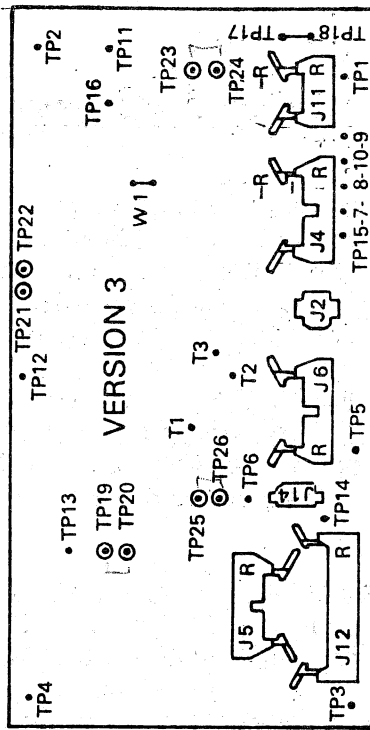 TP2
TP11
TP16
TP23
TP24
TP17
TP18
R
R
J11
TP1
TP15-7- 8-10-9
R
R
J4
W1
TP22
TP21
TP12
VERSION 3
J2
T3
T2
T1
J6
R
TP5
TP26
TP25
TP6
J14
TP14
TP13
TP19
TP20
R
J5
R
J12
TP4
TP3